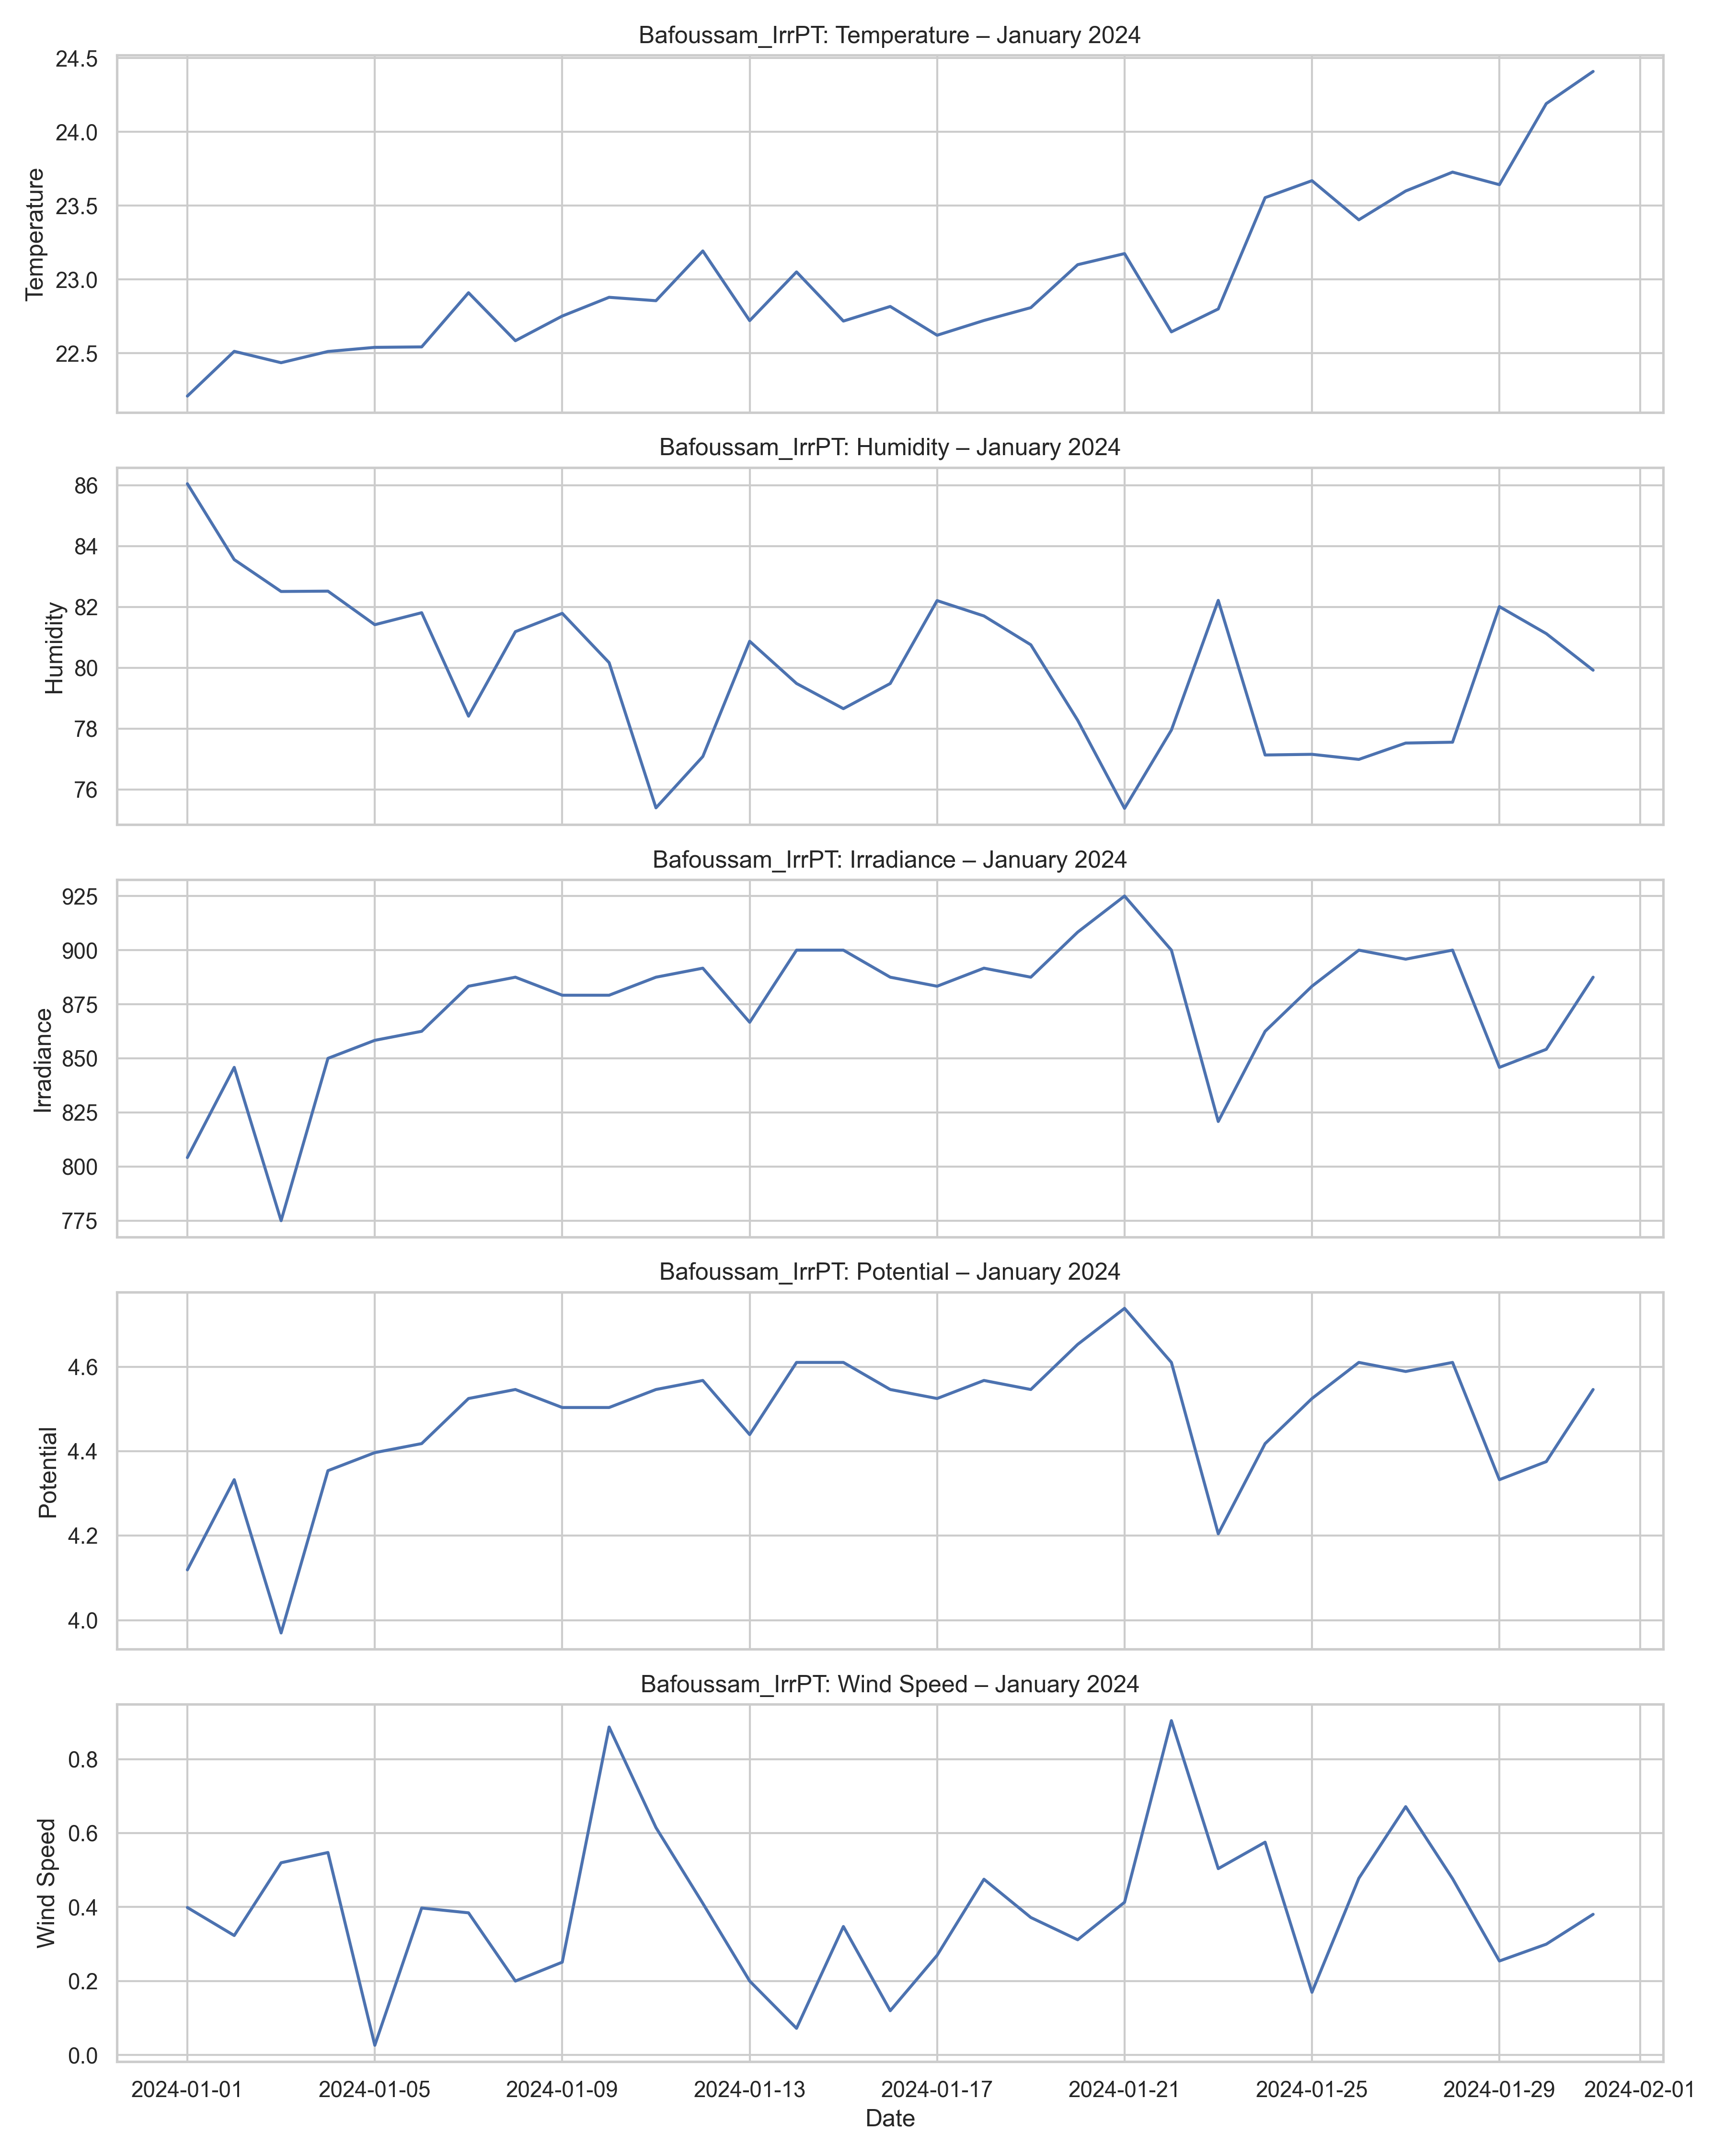 Bafoussam_IrrPT: Temperature – January 2024
24.5
24.0
23.5
23.0
22.5
Temperature
Bafoussam_IrrPT: Humidity – January 2024
86
84
82
80
78
76
Humidity
Bafoussam_IrrPT: Irradiance – January 2024
925
900
875
850
825
800
775
Irradiance
Bafoussam_IrrPT: Potential – January 2024
4.6
4.4
4.2
4.0
Potential
Bafoussam_IrrPT: Wind Speed – January 2024
0.8
0.6
0.4
0.2
0.0
Wind Speed
2024-01-01 2024-01-05 2024-01-09 2024-01-13 2024-01-17 2024-01-21 2024-01-25 2024-01-29 2024-02-01
Date